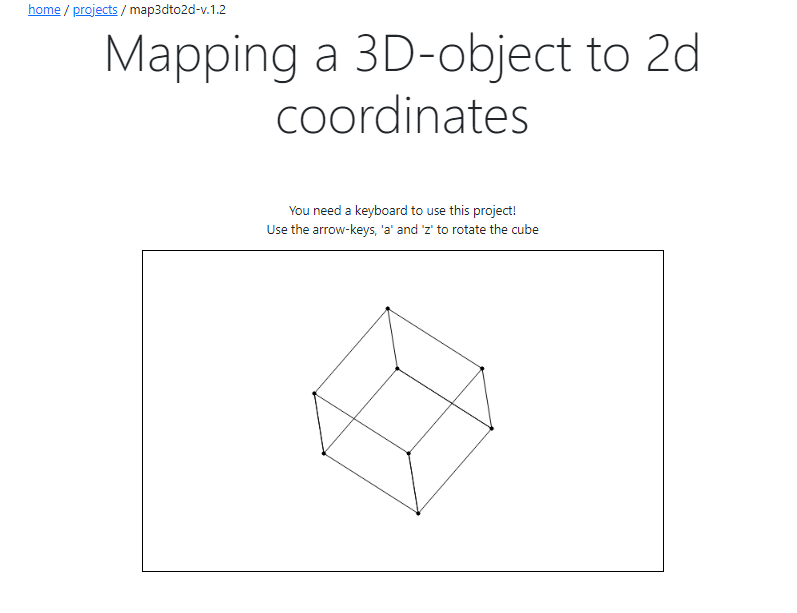 home / projects / map3dto2d-v.1.2
Mapping a 3D-object to 2d
coordinates
You need a keyboard to use this project!
Use the arrow-keys, 'a' and 'z' to rotate the cube